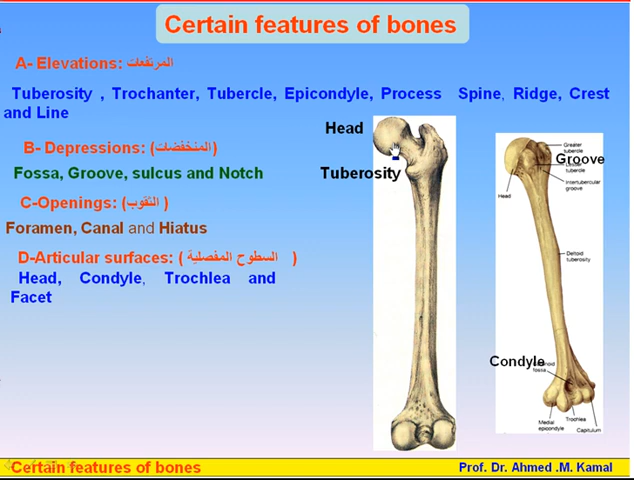 Certain features of bones
A- Elevations: المرتفعات
Tuberosity , Trochanter, Tubercle, Epicondyle, Process Spine, Ridge, Crest
and Line
B- Depressions: (المنخفضات)
Fossa, Groove, sulcus and Notch
C-Openings: (الثقوب )
Foramen, Canal and Hiatus
D-Articular surfaces: ( السطوح المفصلية )
Head, Condyle, Trochlea and
Facet
Head
Tuberosity
Greater
tubercle
Groove
tubercle
Intertubercular
groove
Head
Deltoid
tuberosity
Condyle
fossa
Medial
epicondyle
Trochlea
Capitulum
Certain features of bones
Prof. Dr. Ahmed .M. Kamal